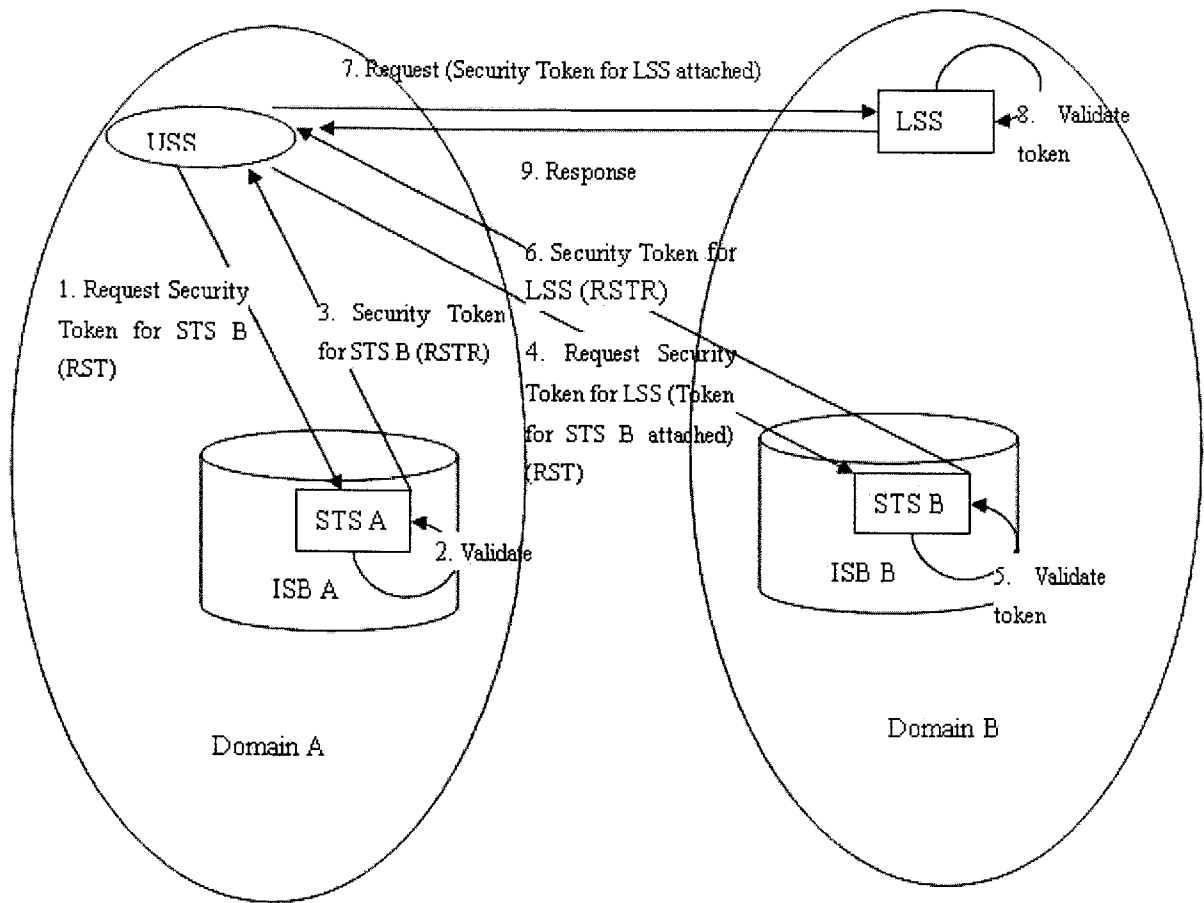 7. Request (Security Token for LSS attached)
USS
LSS
8. Validate
token
9. Response
6. Security Token for
LSS (RSTR)
1. Request Security
Token for STS B
(RST)
3. Security Token
for STS B (RSTR)
4. Request Security
Token for LSS (Token
for STS B attached)
(RST)
STS A
2. Validate
ISB A
STS B
ISB B
5. Validate
token
Domain A
Domain B